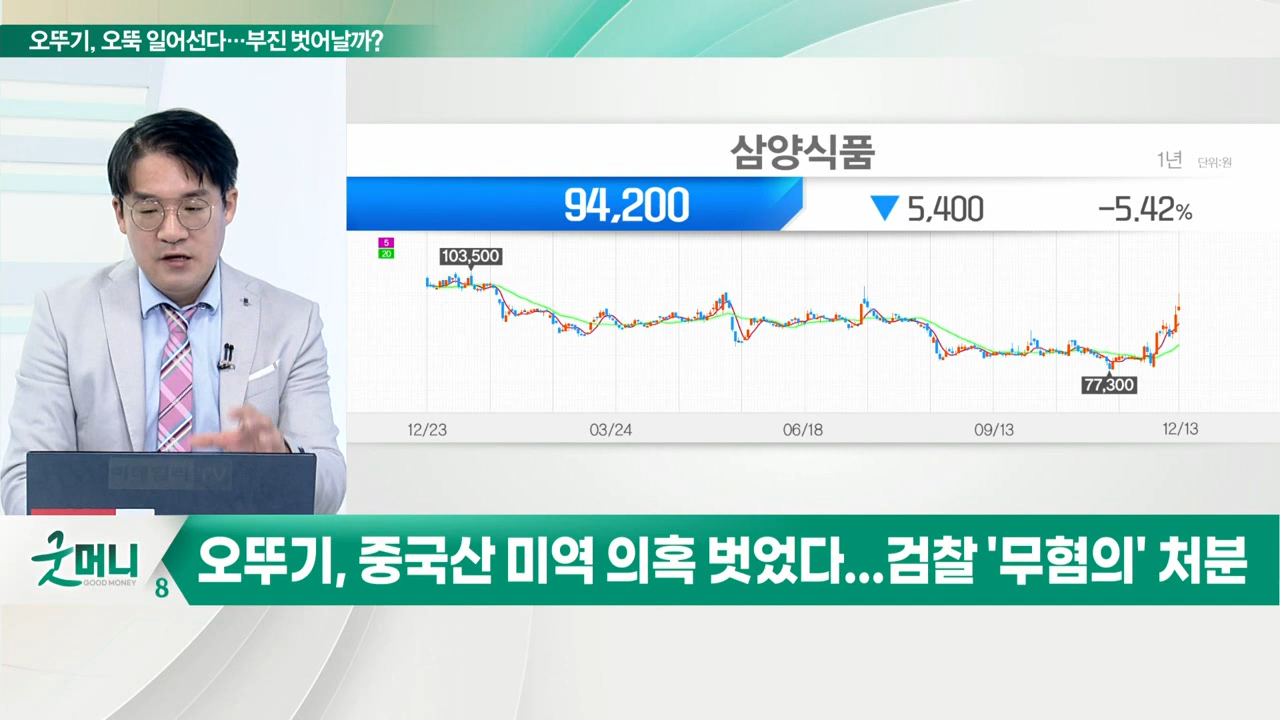 오뚜기, 오뚝 일어선다…부진 벗어날까?
삼양식품
1년 단위:원
94,200 ▼ 5,400 -5.42%
5
20
103,500
77,300
12/23 03/24 06/18 09/13 12/13
굿머니
GOOD MONEY
8
오뚜기, 중국산 미역 의혹 벗었다...검찰 '무혐의' 처분